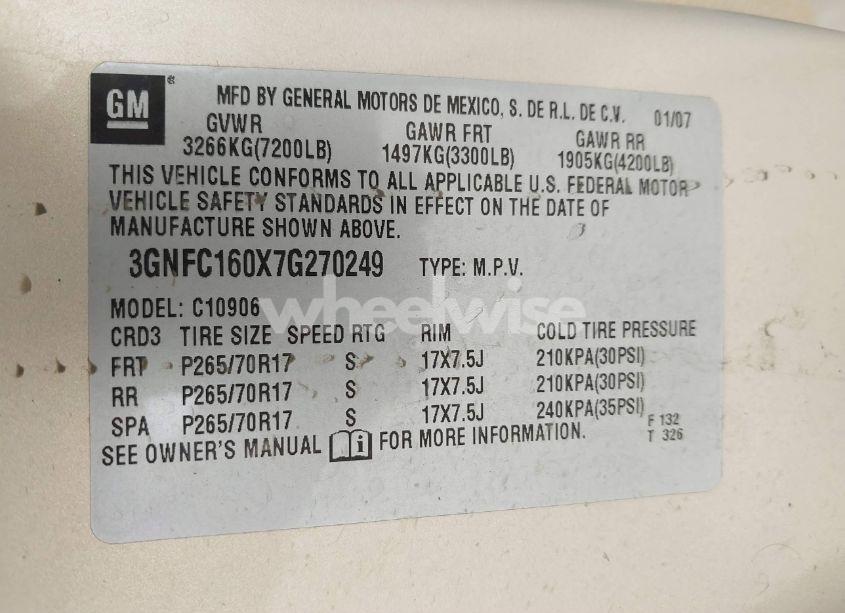 GM
MFD BY GENERAL MOTORS DE MEXICO, S. DE R.L. DE C.V. 01/07
GVWR GAWR FRT GAWR RR
3266KG(7200LB) 1497KG(3300LB) 1905KG(4200LB)
THIS VEHICLE CONFORMS TO ALL APPLICABLE U.S. FEDERAL MOTOR
VEHICLE SAFETY STANDARDS IN EFFECT ON THE DATE OF
MANUFACTURE SHOWN ABOVE.
3GNFC160X7G270249 TYPE: M.P.V.
wheelwise
MODEL: C10906
CRD3 TIRE SIZE SPEED RTG RIM COLD TIRE PRESSURE
FRT P265/70R17 S 17X7.5J 210KPA(30PSI)
RR P265/70R17 S 17X7.5J 210KPA(30PSI)
SPA P265/70R17 S 17X7.5J 240KPA(35PSI)
F 132
SEE OWNER'S MANUAL i FOR MORE INFORMATION.
T 326